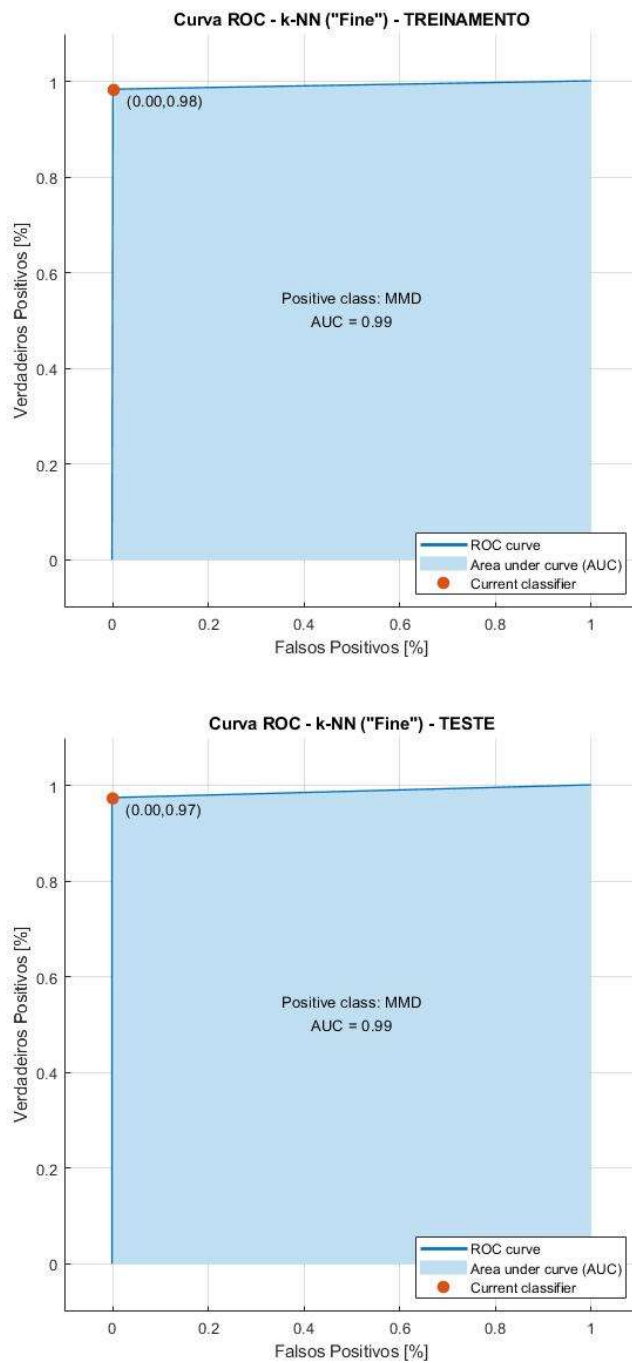 Curva ROC - k-NN ("Fine") - TREINAMENTO
1
(0.00,0.98)
0.8
Verdadeiros Positivos [%]
0.6
Positive class: MMD
AUC = 0.99
0.4
0.2
ROC curve
Area under curve (AUC)
Current classifier
0
0 0.2 0.4 0.6 0.8 1
Falsos Positivos [%]
Curva ROC - k-NN ("Fine") - TESTE
1
(0.00,0.97)
0.8
Verdadeiros Positivos [%]
0.6
Positive class: MMD
AUC = 0.99
0.4
0.2
ROC curve
Area under curve (AUC)
Current classifier
0
0 0.2 0.4 0.6 0.8 1
Falsos Positivos [%]